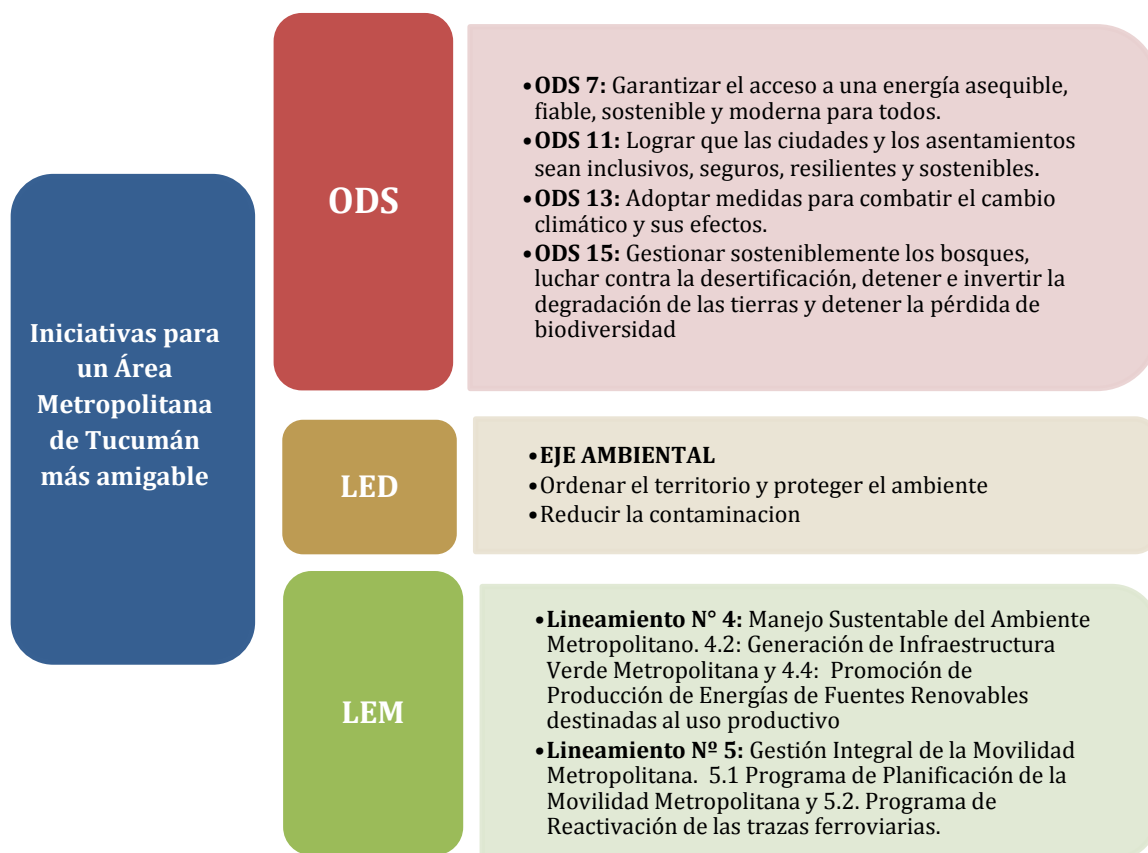 Iniciativas para
un Área
Metropolitana
de Tucumán
más amigable
ODS
•ODS 7: Garantizar el acceso a una energía asequible,
fiable, sostenible y moderna para todos.
•ODS 11: Lograr que las ciudades y los asentamientos
sean inclusivos, seguros, resilientes y sostenibles.
•ODS 13: Adoptar medidas para combatir el cambio
climático y sus efectos.
•ODS 15: Gestionar sosteniblemente los bosques,
luchar contra la desertificación, detener e invertir la
degradación de las tierras y detener la pérdida de
biodiversidad
LED
•EJE AMBIENTAL
•Ordenar el territorio y proteger el ambiente
•Reducir la contaminacion
LEM
•Lineamiento N° 4: Manejo Sustentable del Ambiente
Metropolitano. 4.2: Generación de Infraestructura
Verde Metropolitana y 4.4: Promoción de
Producción de Energías de Fuentes Renovables
destinadas al uso productivo
•Lineamiento Nº 5: Gestión Integral de la Movilidad
Metropolitana. 5.1 Programa de Planificación de la
Movilidad Metropolitana y 5.2. Programa de
Reactivación de las trazas ferroviarias.